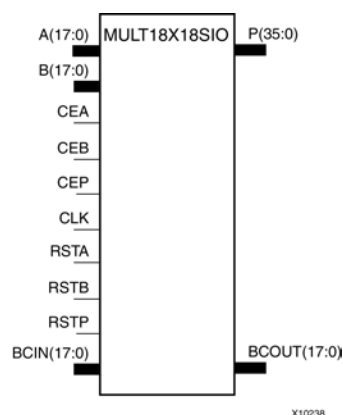 A(17:0) MULT18X18SIO P(35:0)
B(17:0)
CEA
CEB
CEP
CLK
RSTA
RSTB
RSTP
BCIN(17:0) BCOUT(17:0)
X10238